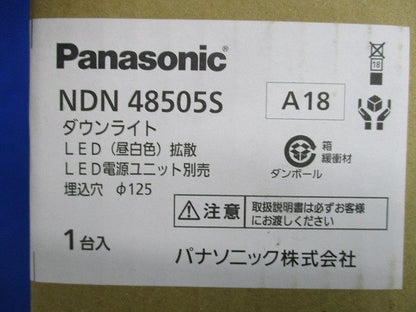 Panasonic®
NDN 48505S
A18
18
ダウンライト
LED（昼白色）拡散
LED電源ユニット別売
埋込穴 φ125
箱
緩衝材
ダンボール
注意
取扱説明書は必ずお客様
にお渡しください
1台入
パナソニック株式会社